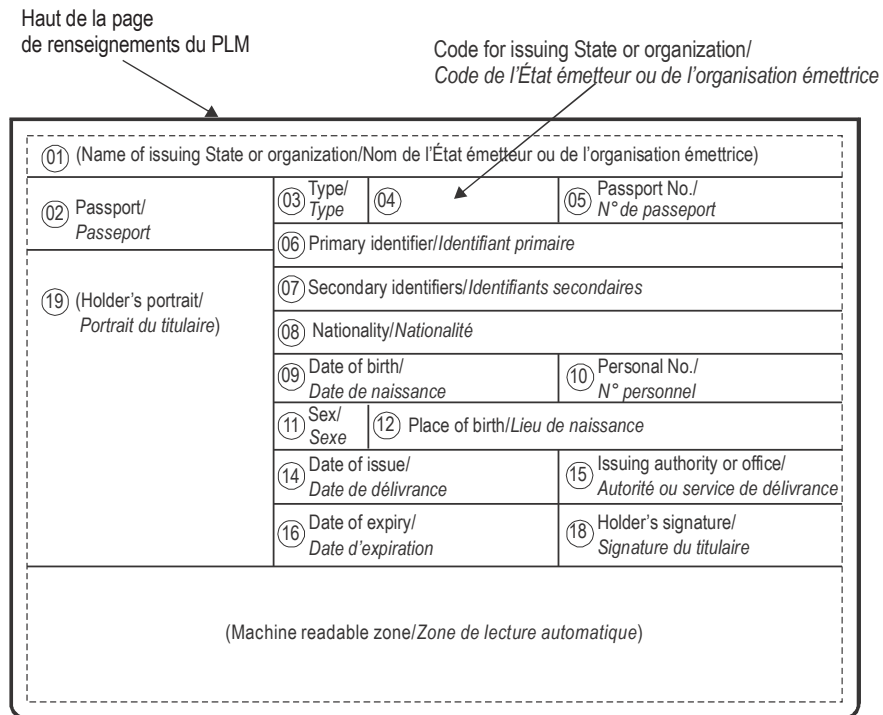 Haut de la page
de renseignements du PLM
Code for issuing State or organization/
Code de l'État émetteur ou de l'organisation émettrice
01 (Name of issuing State or organization/Nom de l'État émetteur ou de l'organisation émettrice)
02 Passport/
Passeport
03 Type/
Type
04
05 Passport No./
N° de passeport
06 Primary identifier/Identifiant primaire
07 Secondary identifiers/Identifiants secondaires
19 (Holder's portrait/
Portrait du titulaire)
08 Nationality/Nationalité
09 Date of birth/
Date de naissance
10 Personal No./
N° personnel
11 Sex/
Sexe
12 Place of birth/Lieu de naissance
14 Date of issue/
Date de délivrance
15 Issuing authority or office/
Autorité ou service de délivrance
16 Date of expiry/
Date d'expiration
18 Holder's signature/
Signature du titulaire
(Machine readable zone/Zone de lecture automatique)